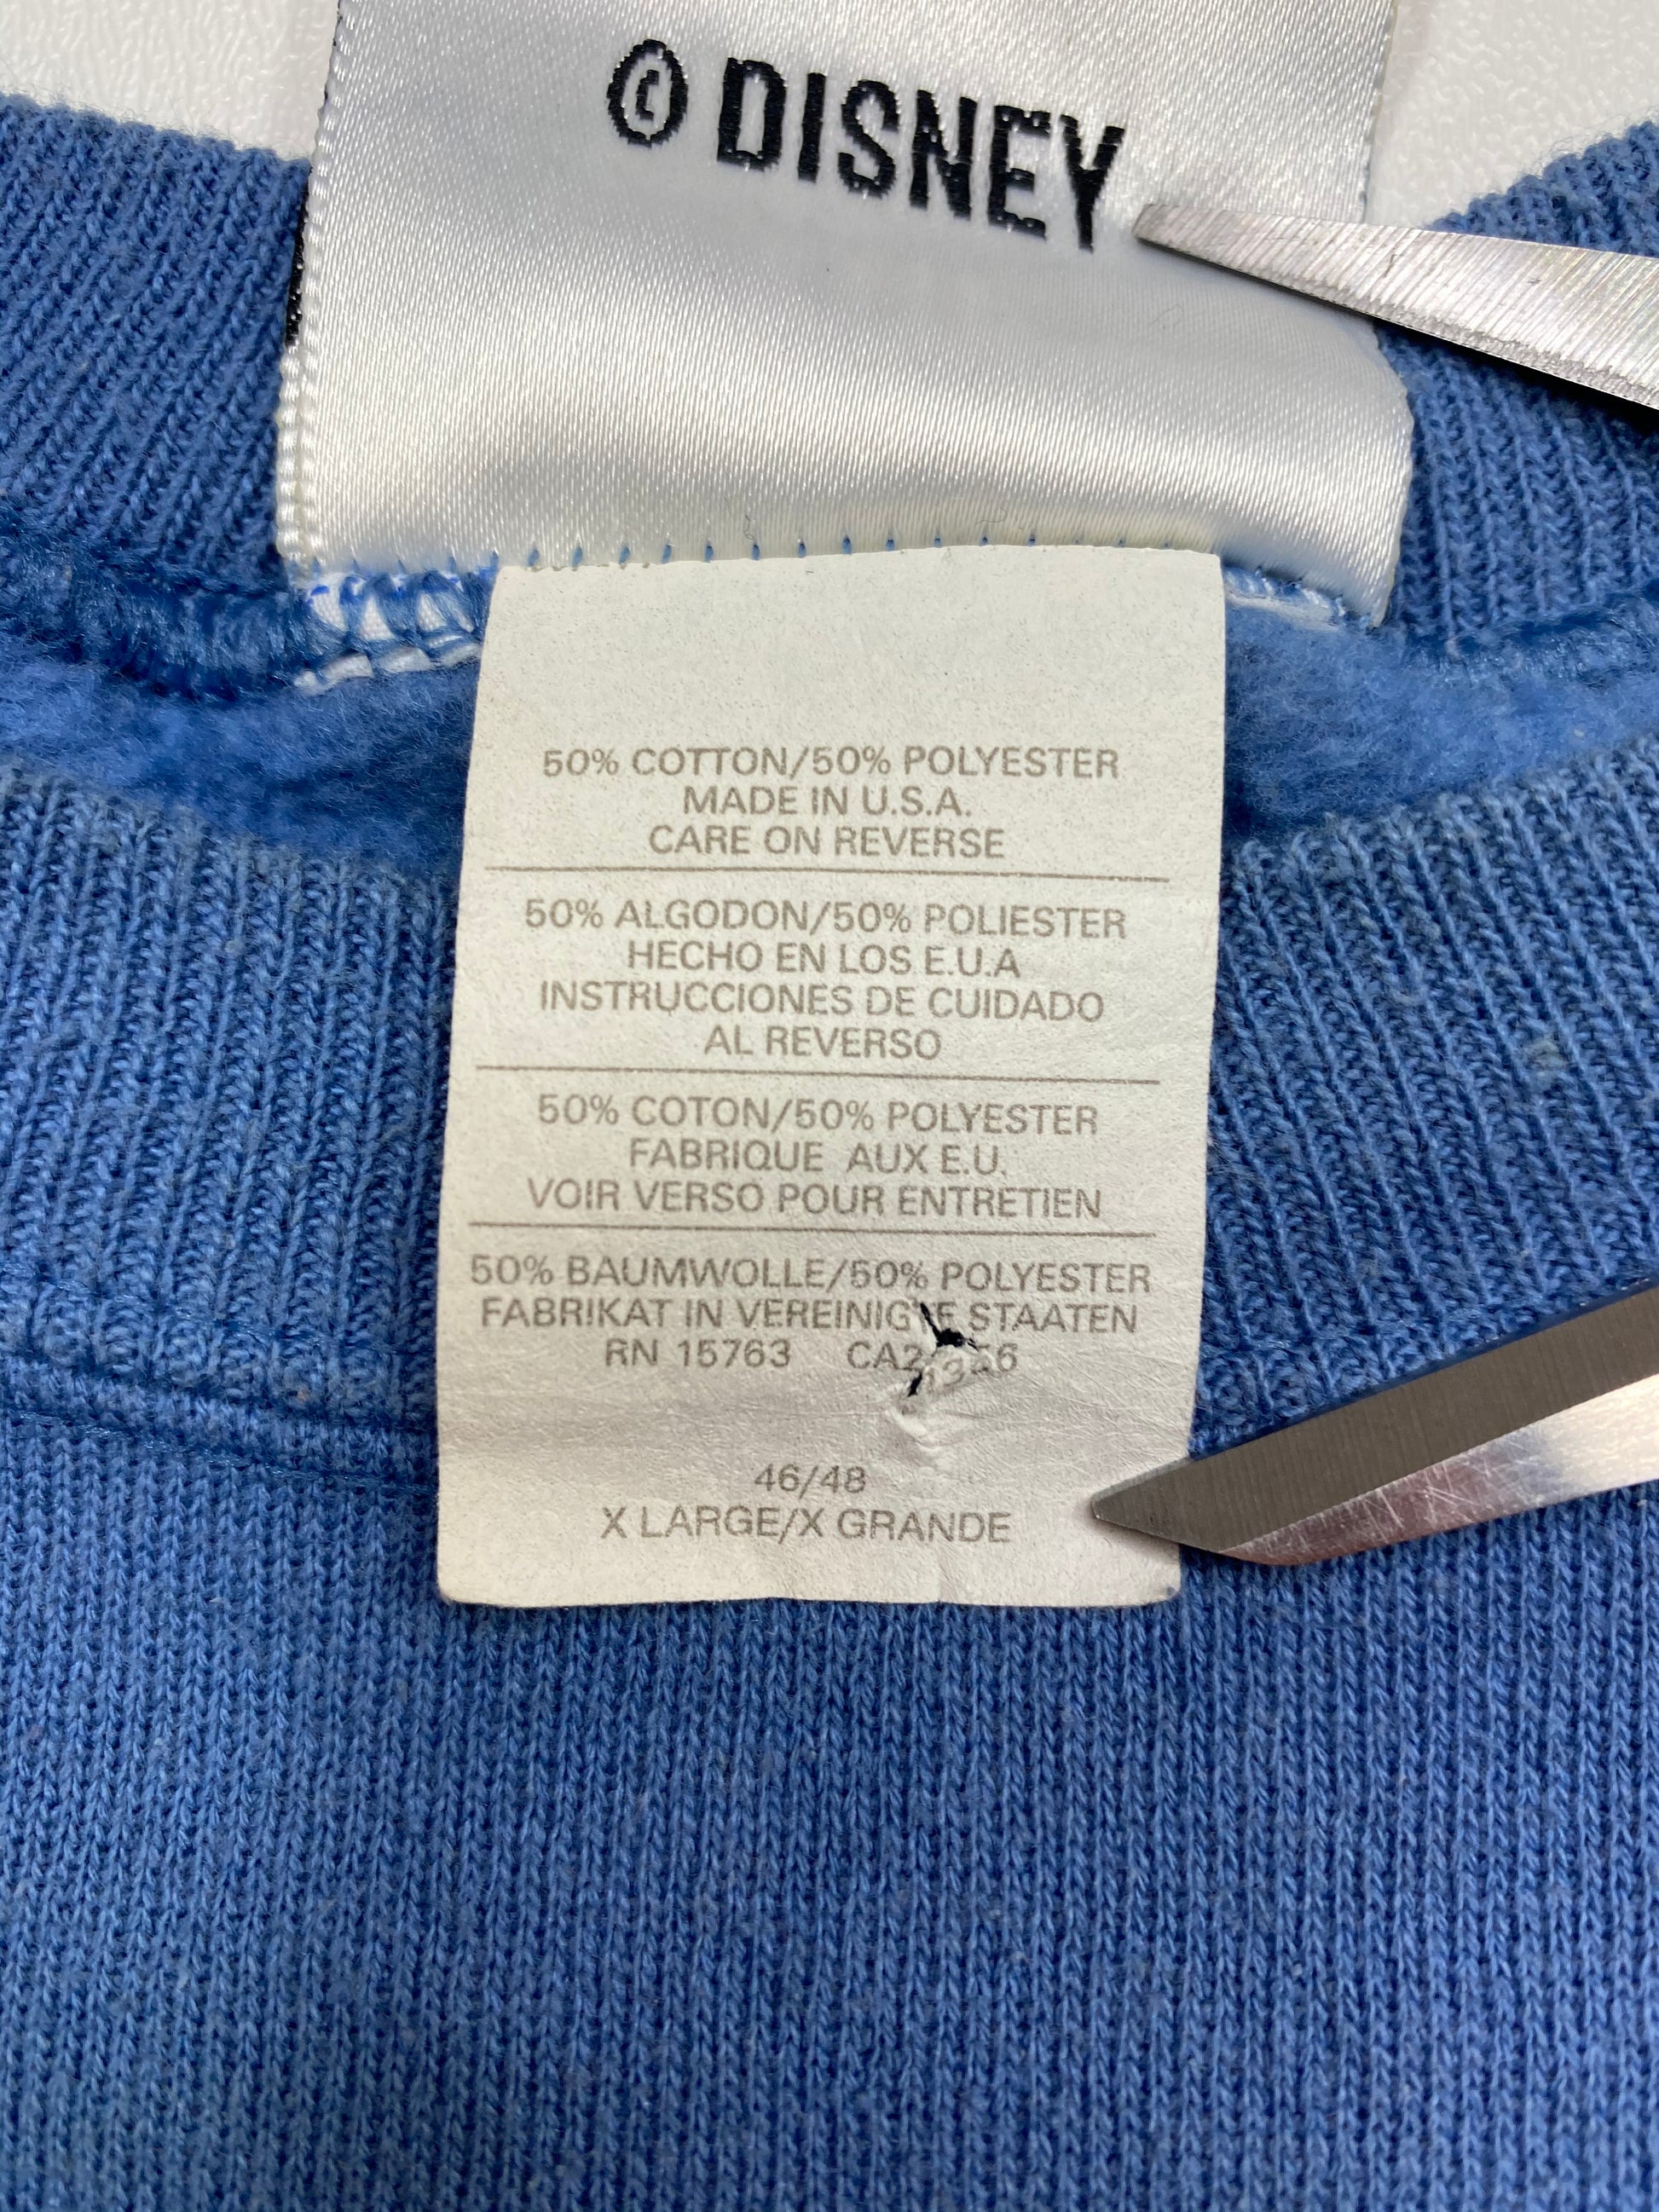 © DISNEY
50% COTTON/50% POLYESTER
MADE IN U.S.A.
CARE ON REVERSE
50% ALGODON/50% POLIESTER
HECHO EN LOS E.U.A
INSTRUCCIONES DE CUIDADO
AL REVERSO
50% COTON/50% POLYESTER
FABRIQUE AUX E.U.
VOIR VERSO POUR ENTRETIEN
50% BAUMWOLLE/50% POLYESTER
FABRIKAT IN VEREINIGTE STAATEN
RN 15763
46/48
X LARGE/X GRANDE